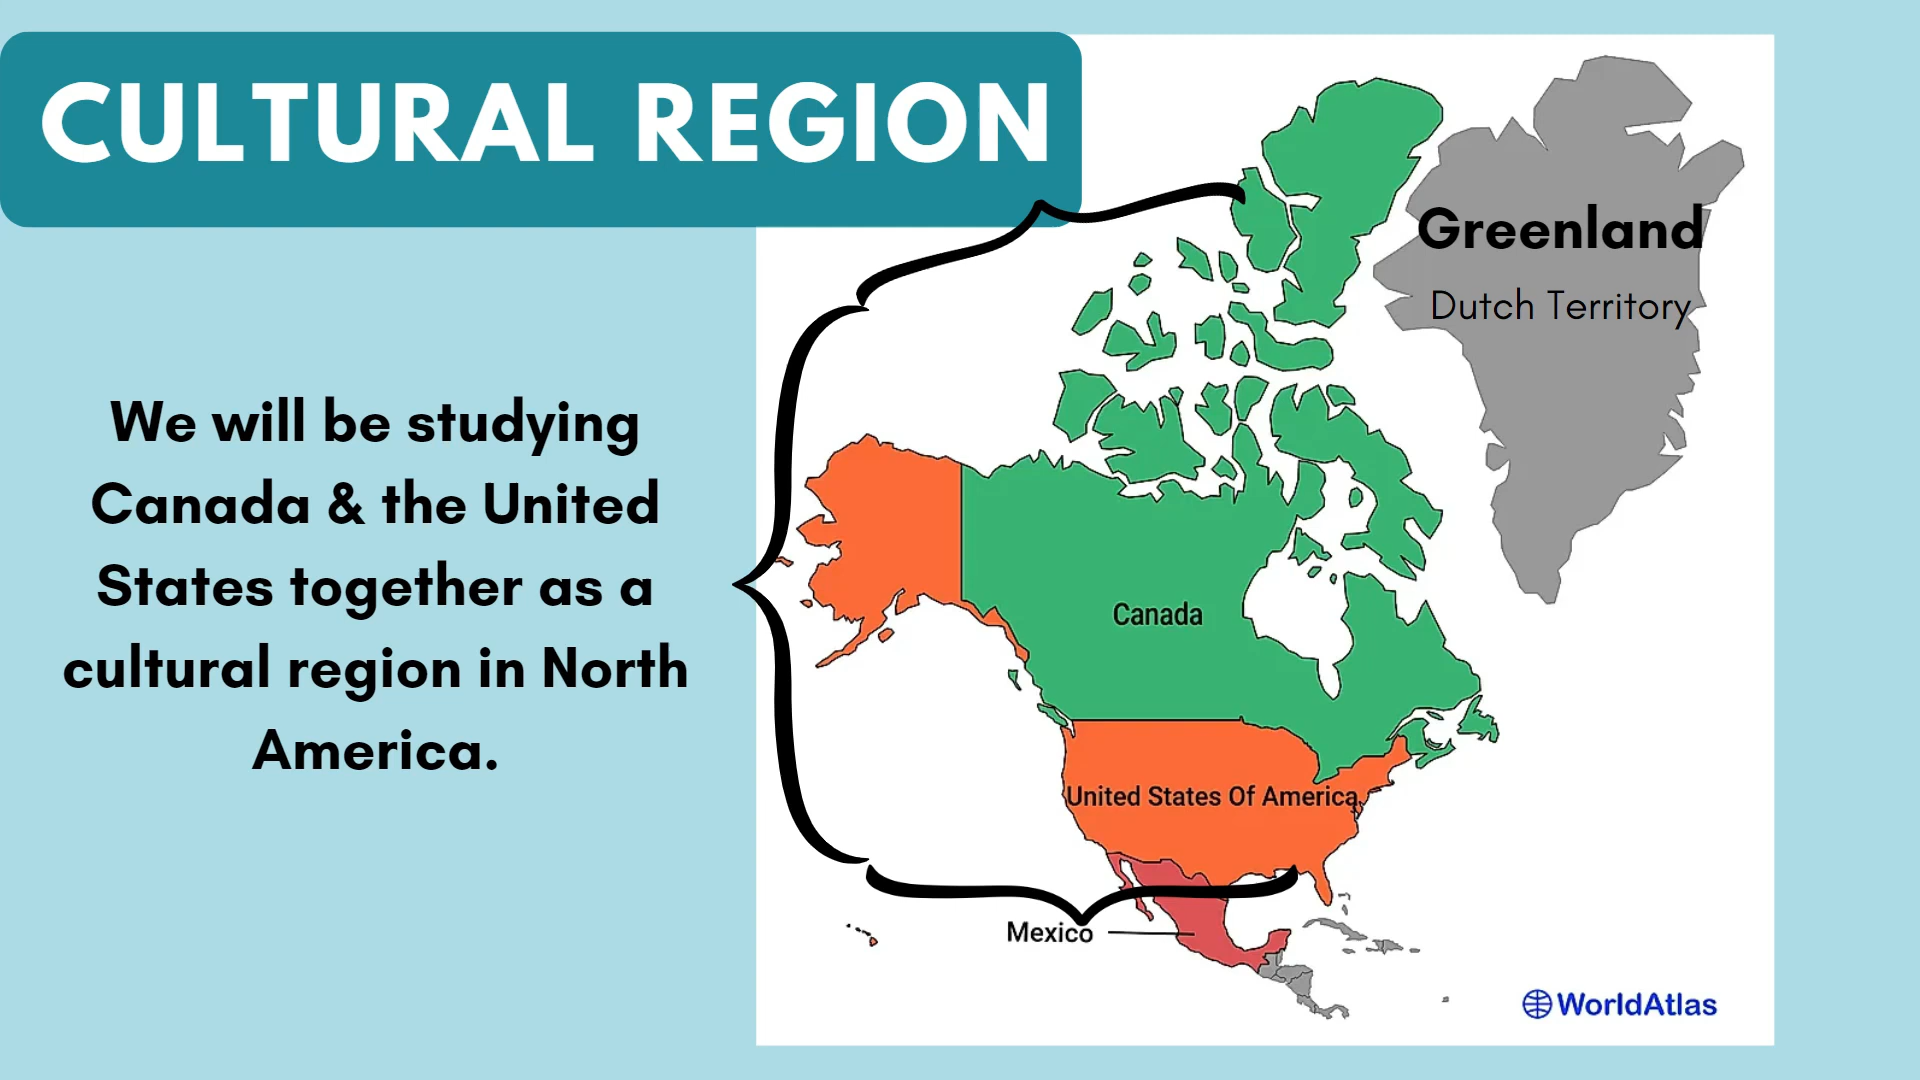 CULTURAL REGION
We will be studying
Canada & the United
States together as a
cultural region in North
America.
Greenland
Dutch Territory
Canada
United States Of America
Mexico
WorldAtlas